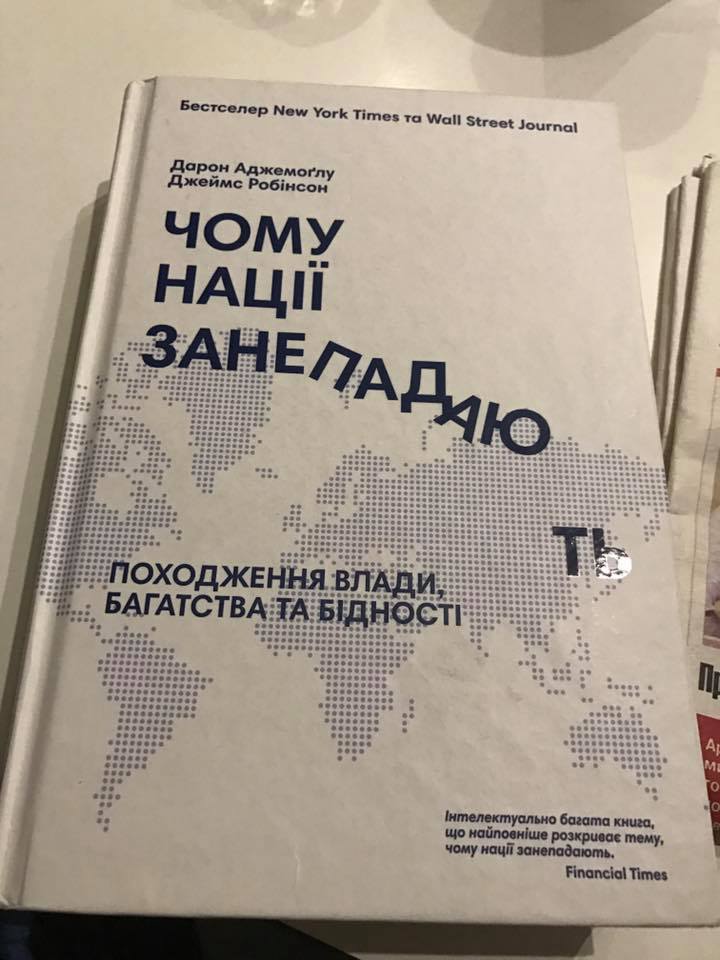 Бестселер New York Times та Wall Street Journal
Дарон Аджемоґлу
Джеймс Робінсон
ЧОМУ
НАЦІЇ
ЗАНЕПАДАЮ
ТЬ
ПОХОДЖЕННЯ ВЛАДИ,
БАГАТСТВА ТА БІДНОСТІ
Інтелектуально багата книга,
що найповніше розкриває тему,
чому нації занепадають.
Financial Times